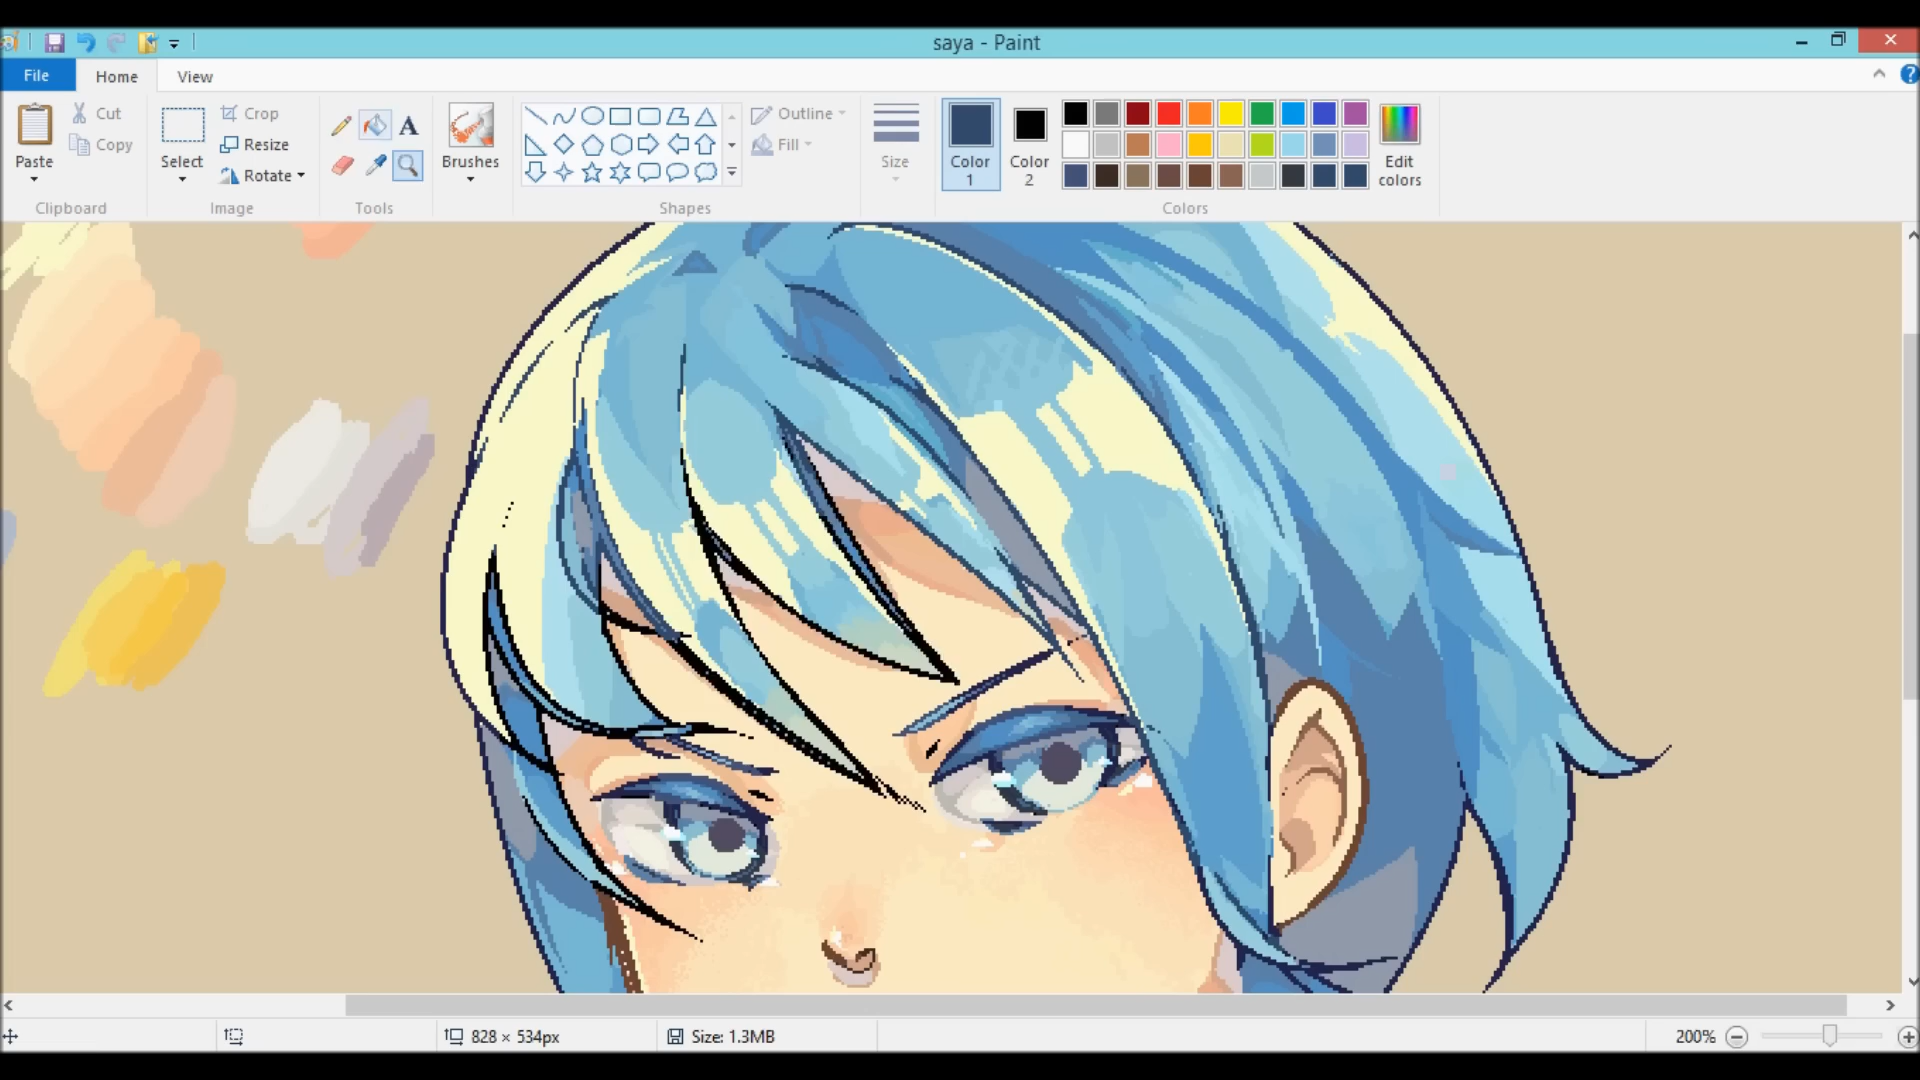 saya - Paint
File Home View
Paste
Cut
Copy
Clipboard
Select
Crop
Resize
Rotate
Image
A
Tools
Brushes
Outline
Fill
Shapes
Size
Color
1
Color
2
Edit
colors
Colors
?
828 × 534px
Size: 1.3MB
200%